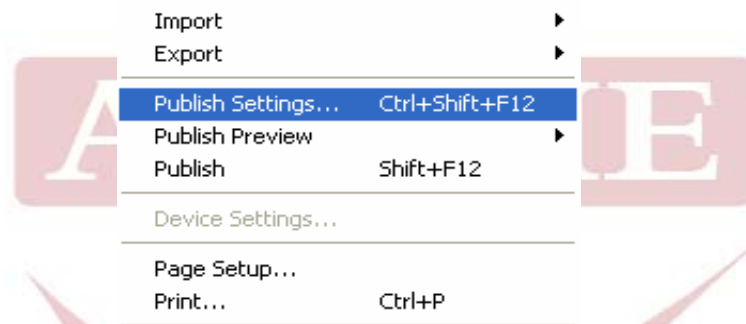 Import
Export
Publish Settings... Ctrl+Shift+F12
Publish Preview
Publish Shift+F12
Device Settings...
Page Setup...
Print... Ctrl+P